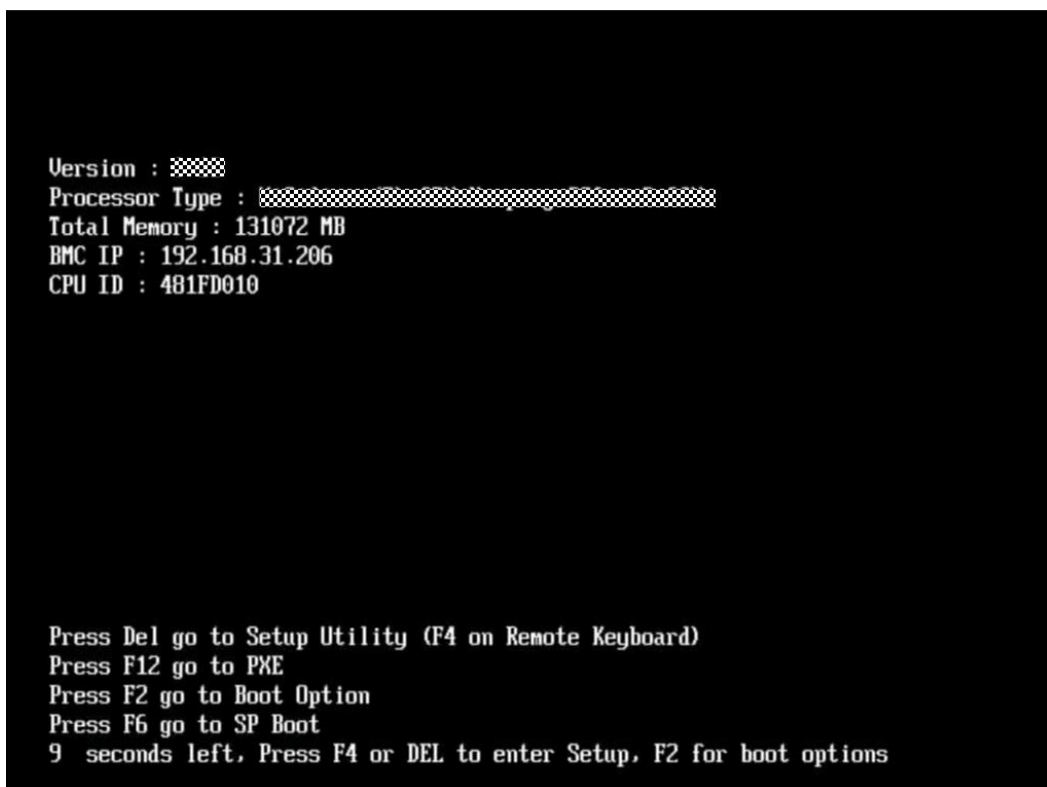 Version :
Processor Type :
Total Memory : 131072 MB
BMC IP : 192.168.31.206
CPU ID : 481FD010
Press Del go to Setup Utility (F4 on Remote Keyboard)
Press F12 go to PXE
Press F2 go to Boot Option
Press F6 go to SP Boot
9 seconds left, Press F4 or DEL to enter Setup, F2 for boot options